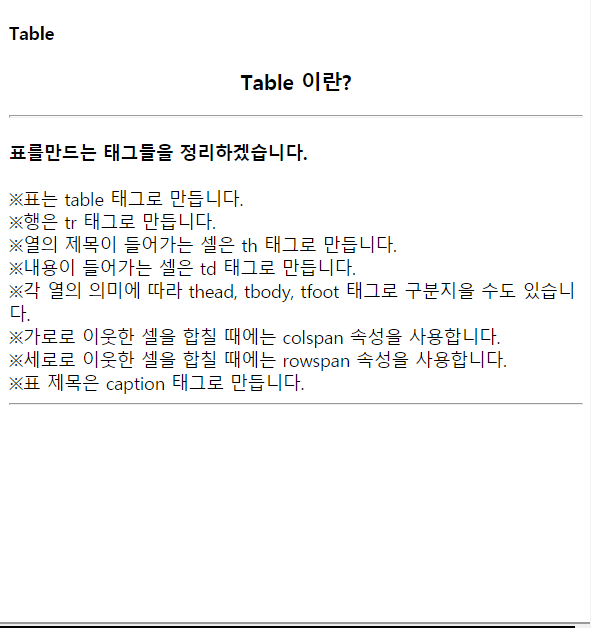 Table
Table 이란?
표를만드는 태그들을 정리하겠습니다.
※표는 table 태그로 만듭니다.
※행은 tr 태그로 만듭니다.
※열의 제목이 들어가는 셀은 th 태그로 만듭니다.
※내용이 들어가는 셀은 td 태그로 만듭니다.
※각 열의 의미에 따라 thead, tbody, tfoot 태그로 구분지을 수도 있습니
다.
※가로로 이웃한 셀을 합칠 때에는 colspan 속성을 사용합니다.
※세로로 이웃한 셀을 합칠 때에는 rowspan 속성을 사용합니다.
※표 제목은 caption 태그로 만듭니다.